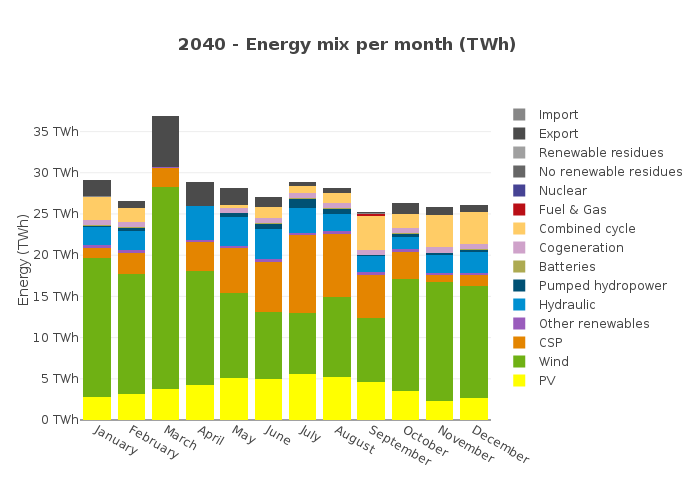 2040 - Energy mix per month (TWh)
35 TWh
30 TWh
25 TWh
20 TWh
15 TWh
10 TWh
5 TWh
0 TWh
Energy (TWh)
January
February
March
April
May
June
July
August
September
October
November
December
Import
Export
Renewable residues
No renewable residues
Nuclear
Fuel & Gas
Combined cycle
Cogeneration
Batteries
Pumped hydropower
Hydraulic
Other renewables
CSP
Wind
PV